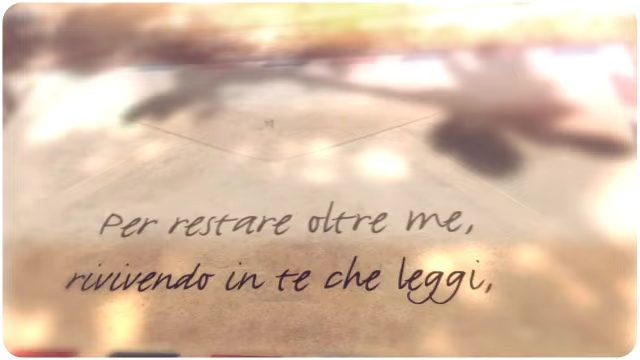 Per restare oltre me,
rivivendo in te che leggi,